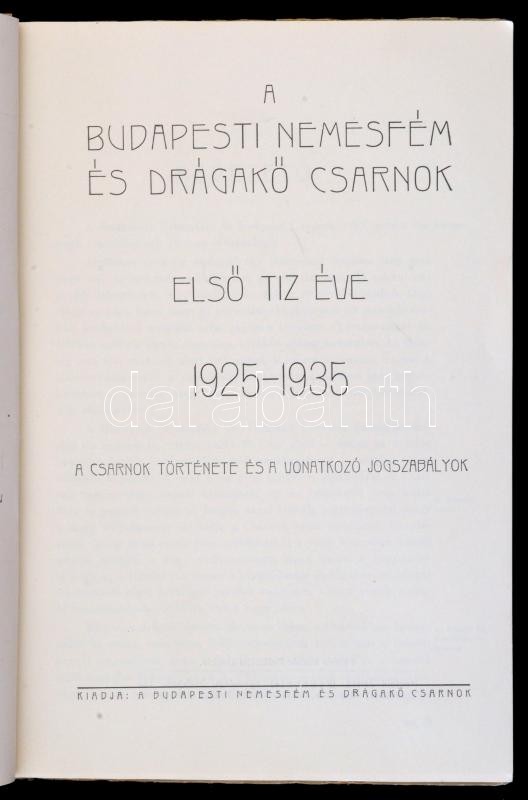 A
BUDAPESTI NEMESFÉM
ÉS DRÁGAKŐ CSARNOK
ELSŐ TIZ ÉVE
1925–1935
darabanth
A CSARNOK TÖRTÉNETE ÉS A VONATKOZÓ JOGSZABÁLYOK
KIADJA: A BUDAPESTI NEMESFÉM ÉS DRÁGAKŐ CSARNOK